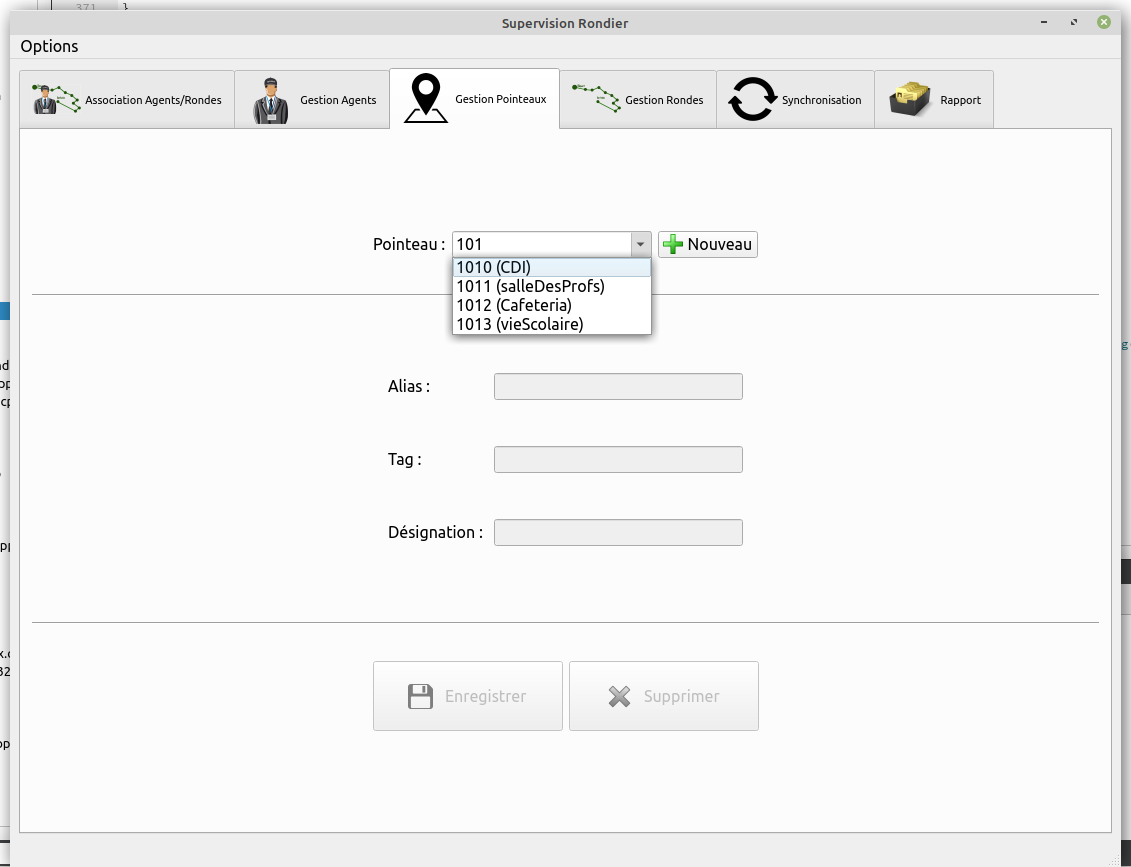 371 }
Supervision Rondier
Options
Association Agents/Rondes
Gestion Agents
Gestion Pointeaux
Gestion Rondes
Synchronisation
Rapport
Pointeau : 101 Nouveau
1010 (CDI)
1011 (salleDesProfs)
1012 (Cafeteria)
1013 (vieScolaire)
Alias :
Tag :
Désignation :
Enregistrer
Supprimer